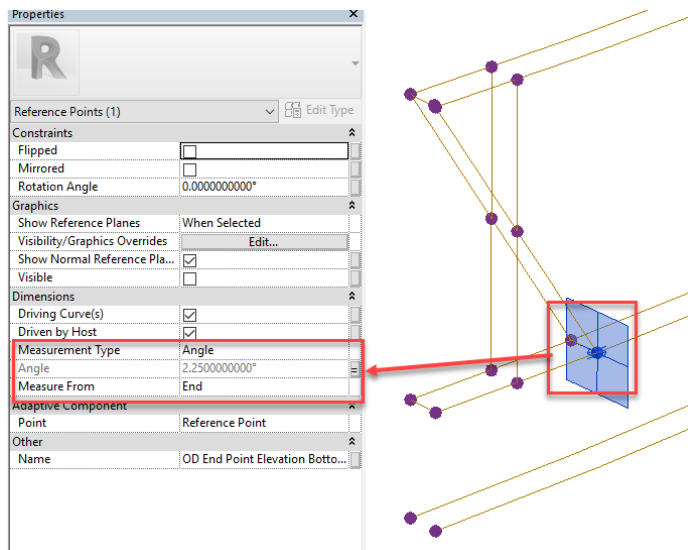 Properties
R
Reference Points (1) Edit Type
Constraints
Flipped
Mirrored
Rotation Angle 0.0000000000°
Graphics
Show Reference Planes When Selected
Visibility/Graphics Overrides Edit...
Show Normal Reference Pla...
Visible
Dimensions
Driving Curve(s)
Driven by Host
Measurement Type Angle
Angle 2.2500000000° =
Measure From End
Adaptive Component
Point Reference Point
Other
Name OD End Point Elevation Botto...